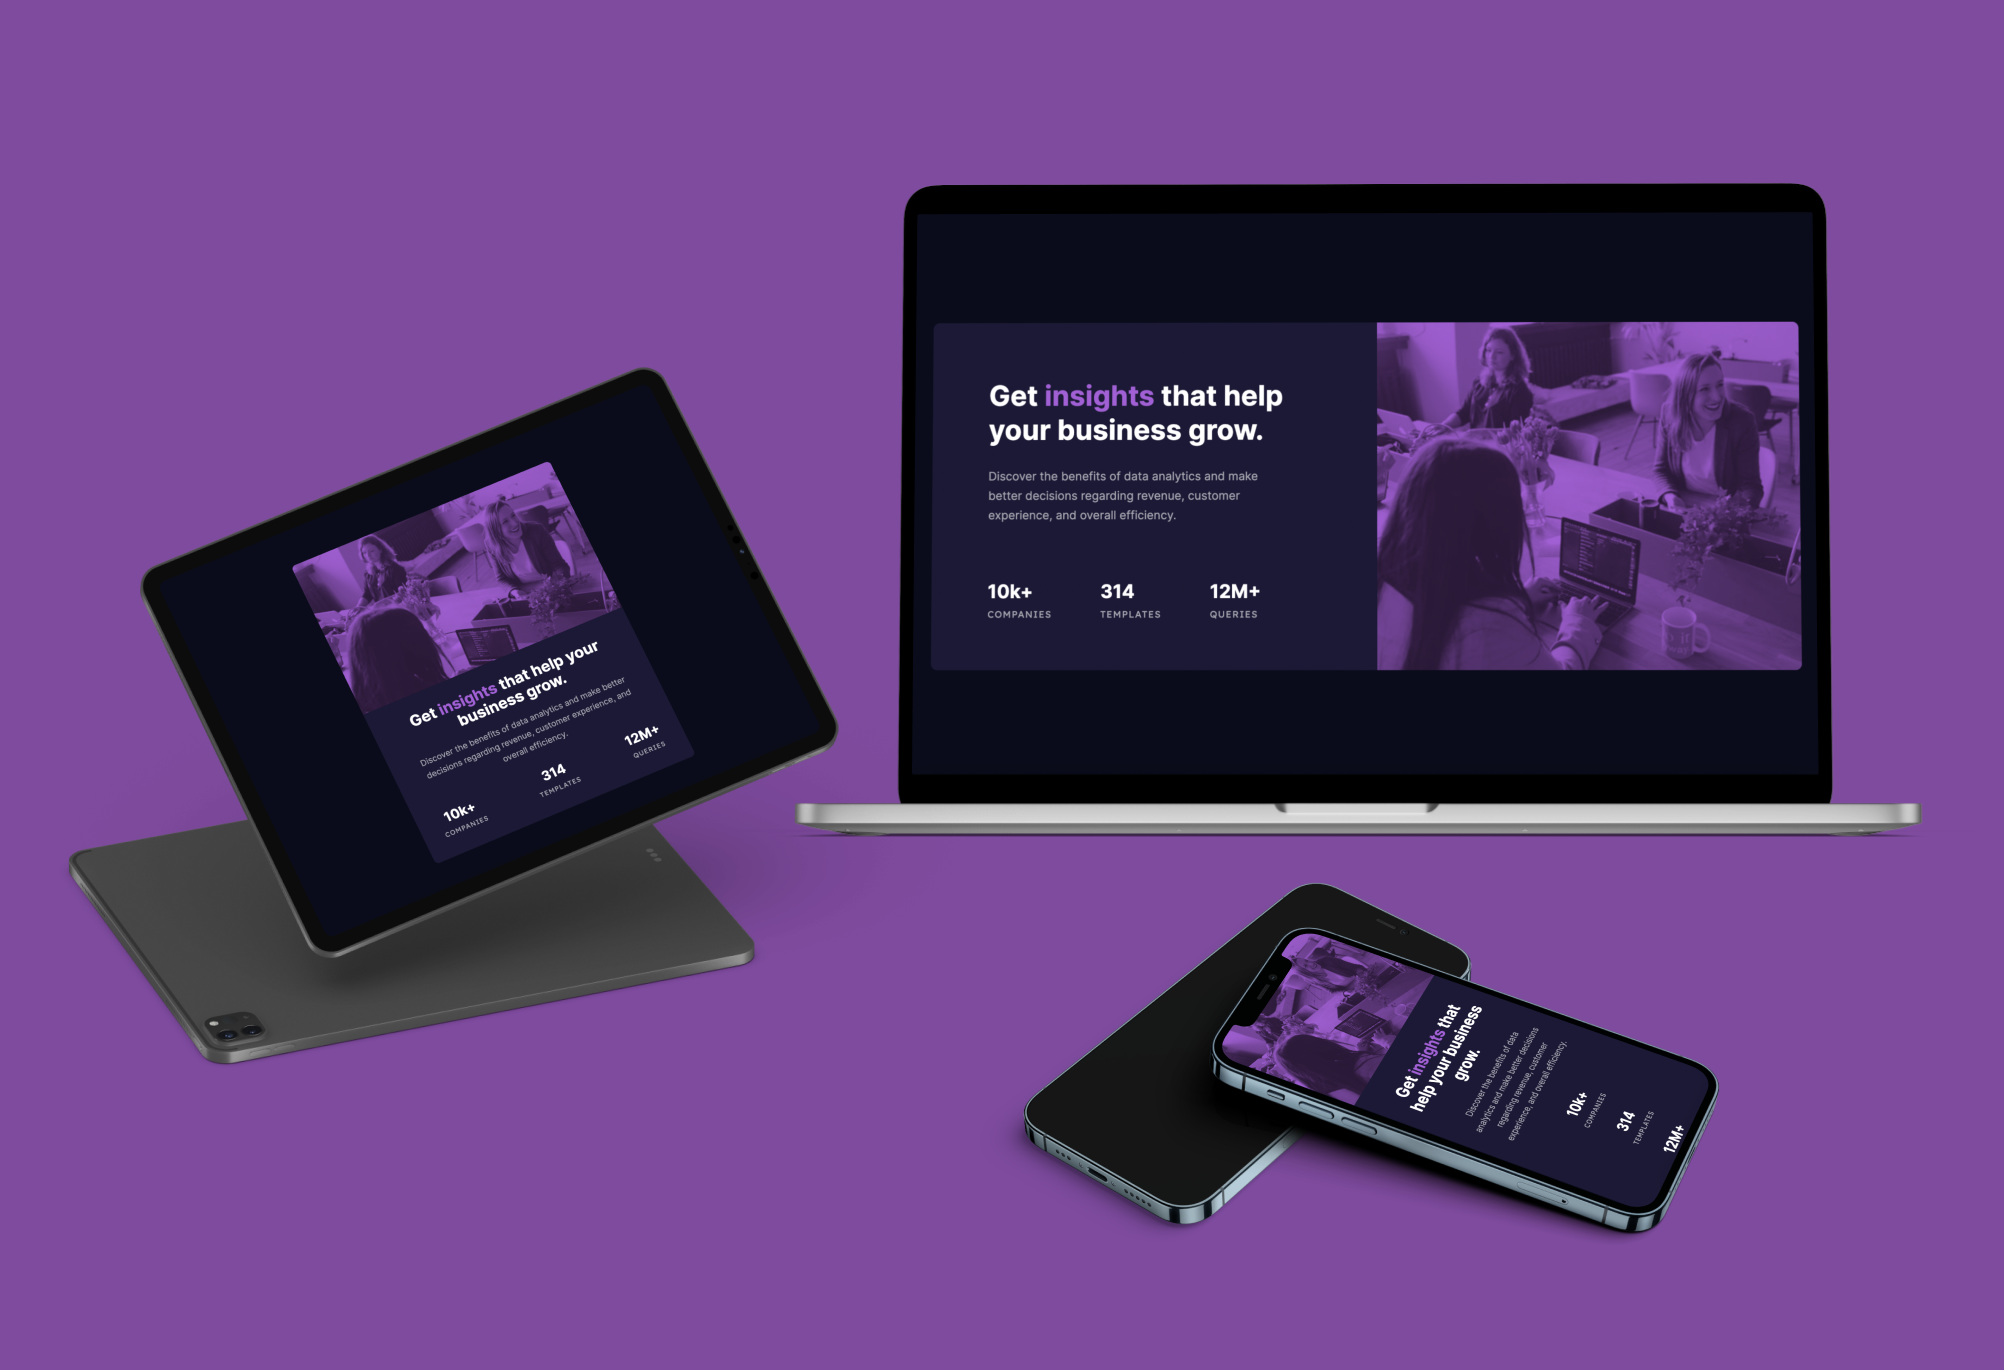 Get insights that help
your business grow.
Discover the benefits of data analytics and make
better decisions regarding revenue, customer
experience, and overall efficiency.
10k+ 314 12M+
COMPANIES TEMPLATES QUERIES
Get insights that help your
business grow.
Discover the benefits of data analytics and make better
decisions regarding revenue, customer experience, and
overall efficiency.
10k+
COMPANIES
314
TEMPLATES
12M+
QUERIES
Get insights that
help your business
grow.
Discover the benefits of data
analytics and make better decisions
regarding revenue, customer
experience, and overall efficiency.
10k+
COMPANIES
314
TEMPLATES
12M+